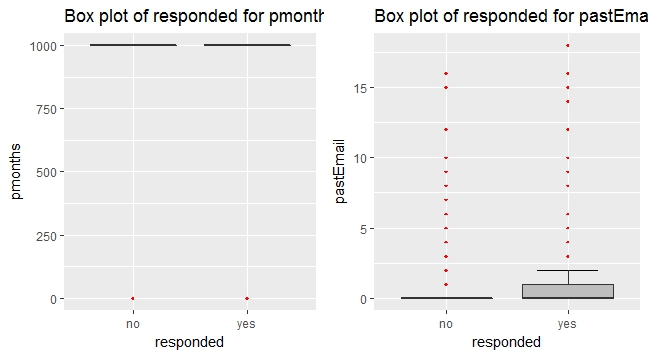 Box plot of responded for pmonth
1000
750
500
250
0
pmonths
no
yes
responded
Box plot of responded for pastEma
15
10
5
0
pastEmail
no
yes
responded